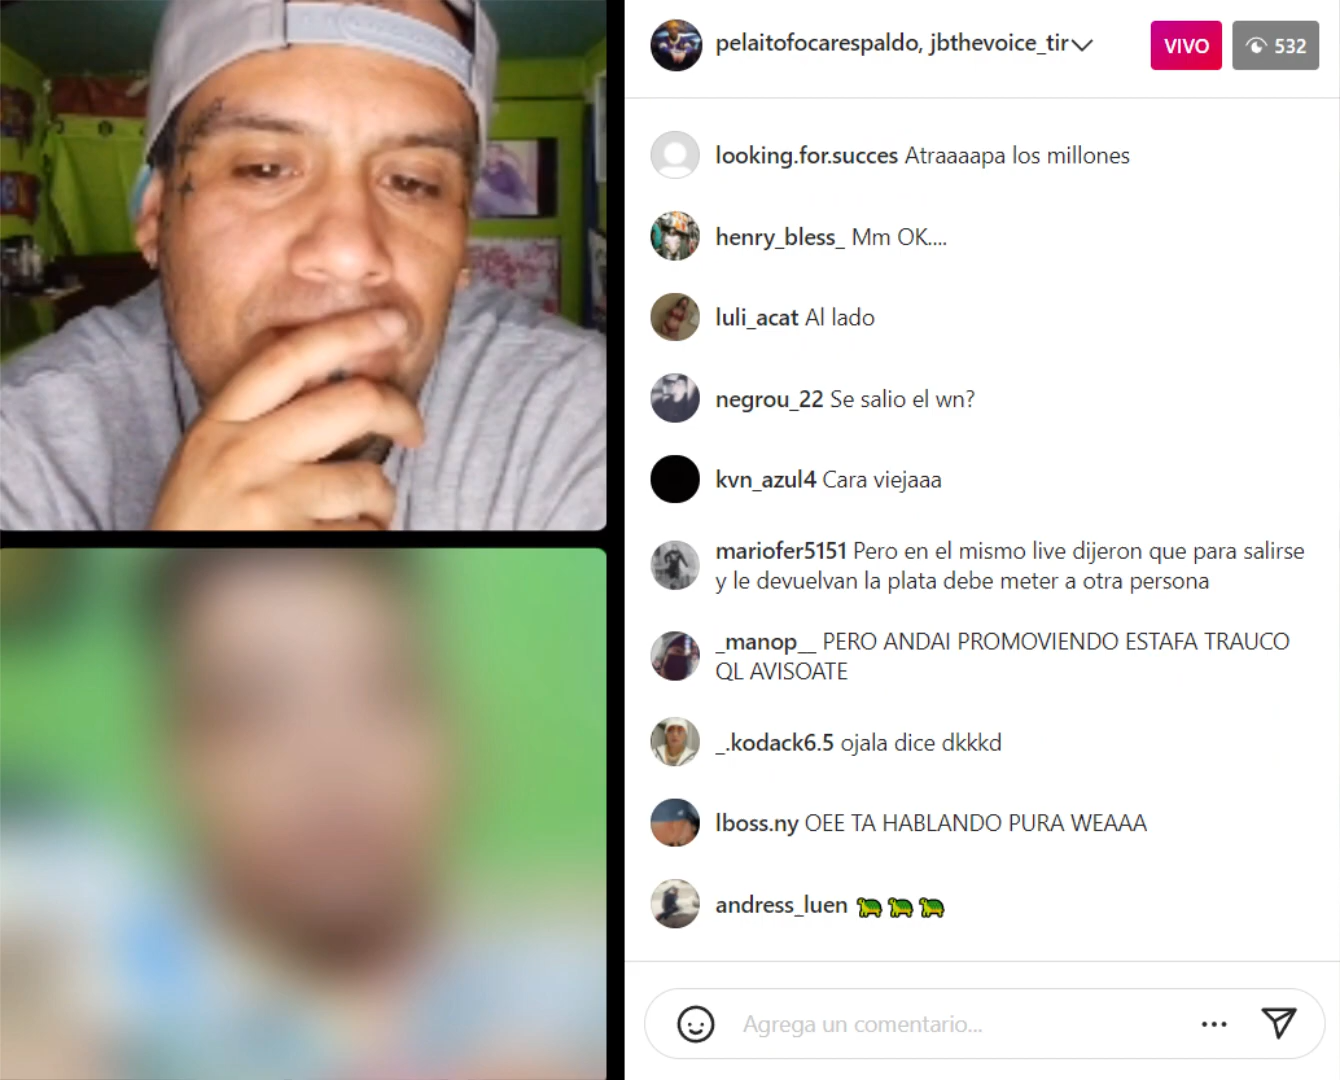 pelaitofocarespaldo, jbthevoice_tir
VIVO
532
looking.for.succes Atraaaapa los millones
henry_bless_ Mm OK....
luli_acat Al lado
negrou_22 Se salio el wn?
kvn_azul4 Cara viejaaa
mariofer5151 Pero en el mismo live dijeron que para salirse
y le devuelvan la plata debe meter a otra persona
_manop__ PERO ANDAI PROMOVIENDO ESTAFA TRAUCO
QL AVISOATE
_.kodack6.5 ojala dice dkkkd
lboss.ny OEE TA HABLANDO PURA WEAAA
andress_luen 🐢🐢🐢
Agrega un comentario...